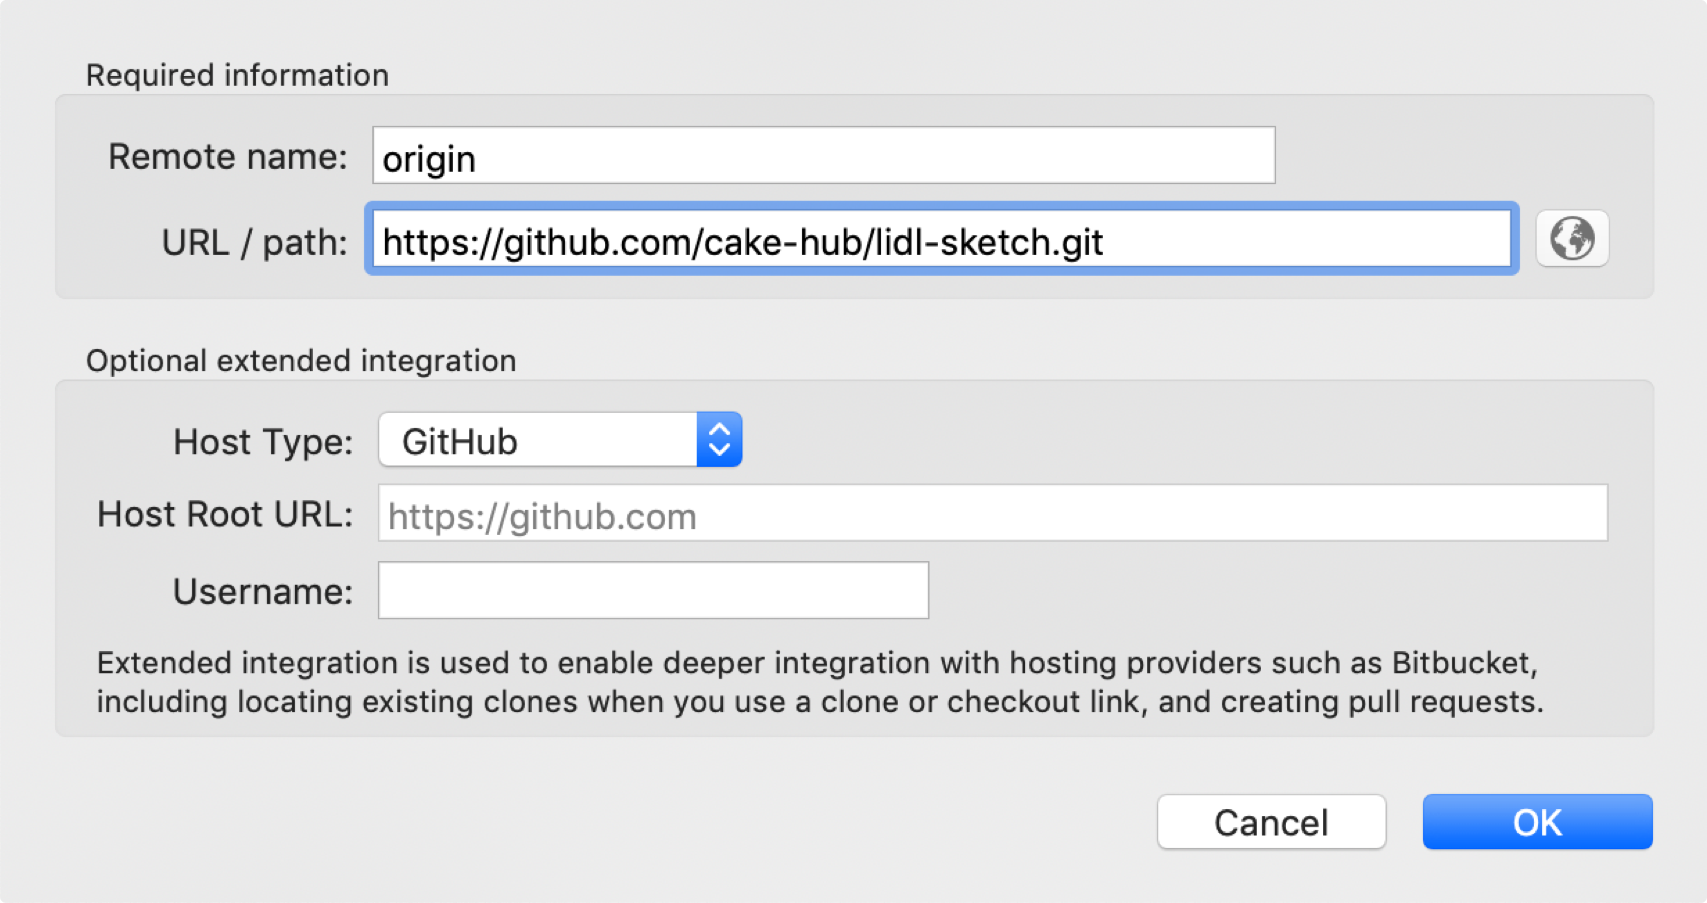 Required information
Remote name: origin
URL / path: https://github.com/cake-hub/lidl-sketch.git
Optional extended integration
Host Type: GitHub
Host Root URL: https://github.com
Username:
Extended integration is used to enable deeper integration with hosting providers such as Bitbucket,
including locating existing clones when you use a clone or checkout link, and creating pull requests.
Cancel OK